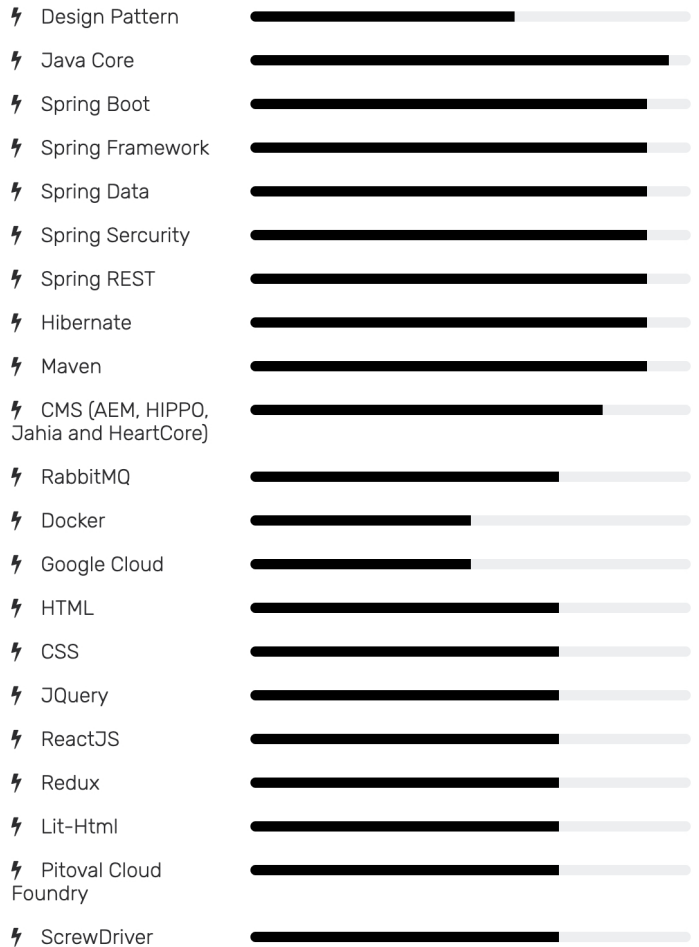 Design Pattern
Java Core
Spring Boot
Spring Framework
Spring Data
Spring Sercurity
Spring REST
Hibernate
Maven
CMS (AEM, HIPPO,
Jahia and HeartCore)
RabbitMQ
Docker
Google Cloud
HTML
CSS
JQuery
ReactJS
Redux
Lit-Html
Pitoval Cloud
Foundry
ScrewDriver